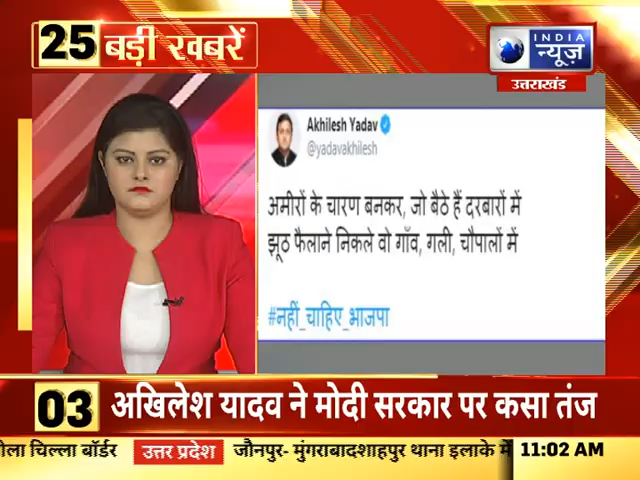 25 बड़ी खबरें
INDIA
न्यूज़
उत्तराखंड
Akhilesh Yadav
@yadavakhilesh
अमीरों के चारण बनकर, जो बैठे हैं दरबारों में
झूठ फैलाने निकले वो गाँव, गली, चौपालों में
#नहीं_चाहिए_भाजपा
03 अखिलेश यादव ने मोदी सरकार पर कसा तंज
चिल्ला बॉर्डर उत्तर प्रदेश जौनपुर- मुंगराबादशाहपुर थाना इलाके में 11:02 AM